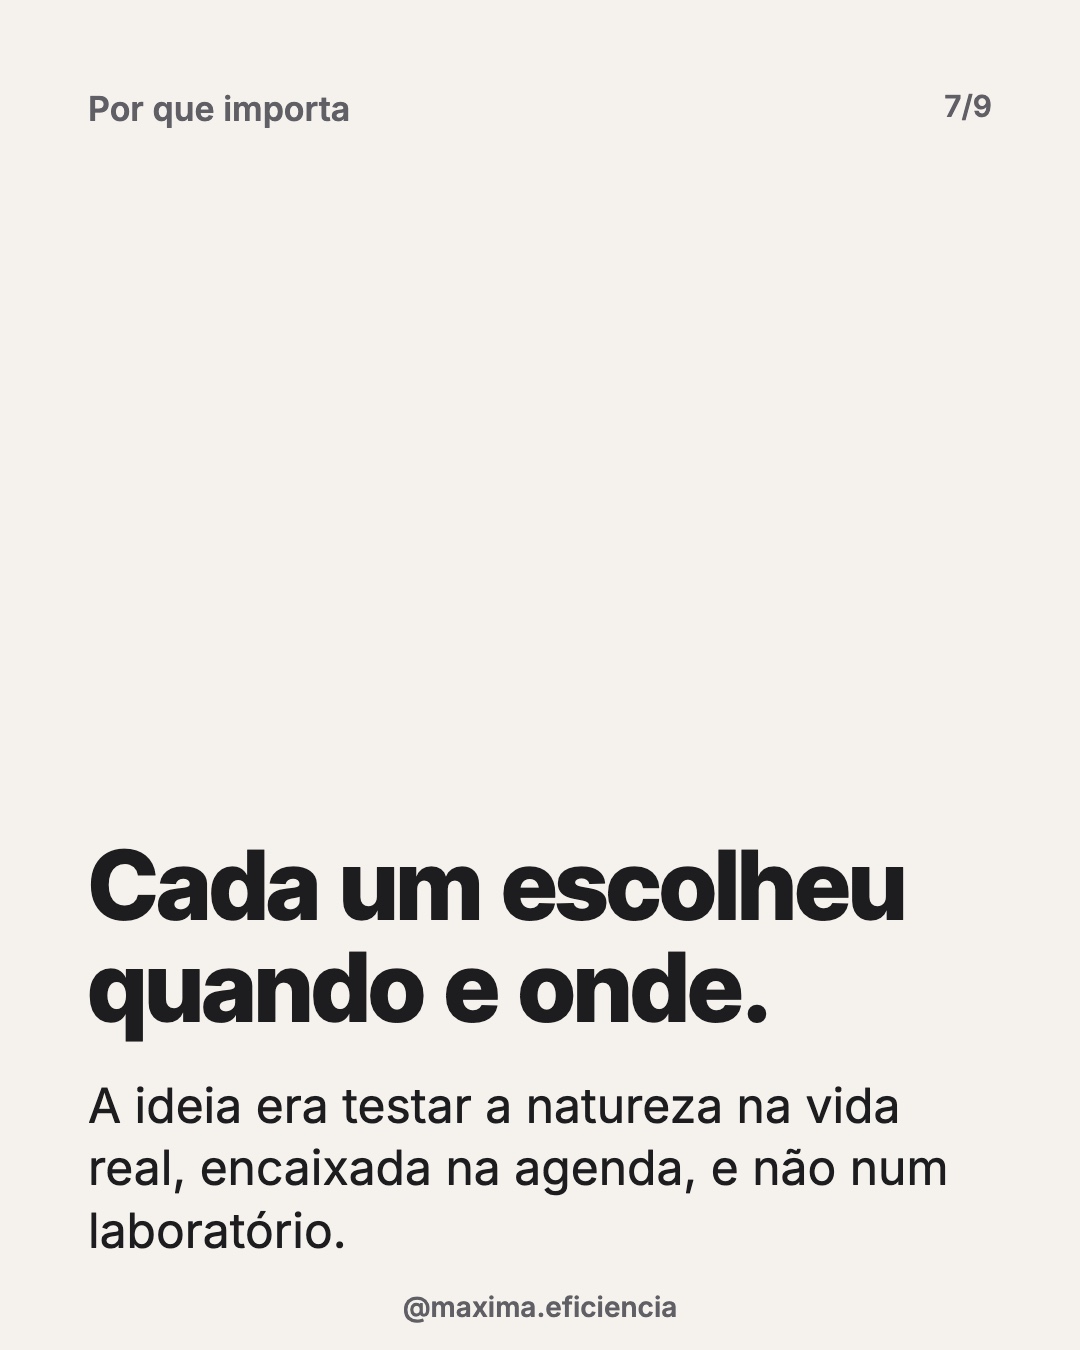 Por que importa
7/9
Cada um escolheu
quando e onde.
A ideia era testar a natureza na vida
real, encaixada na agenda, e não num
laboratório.
@maxima.eficiencia